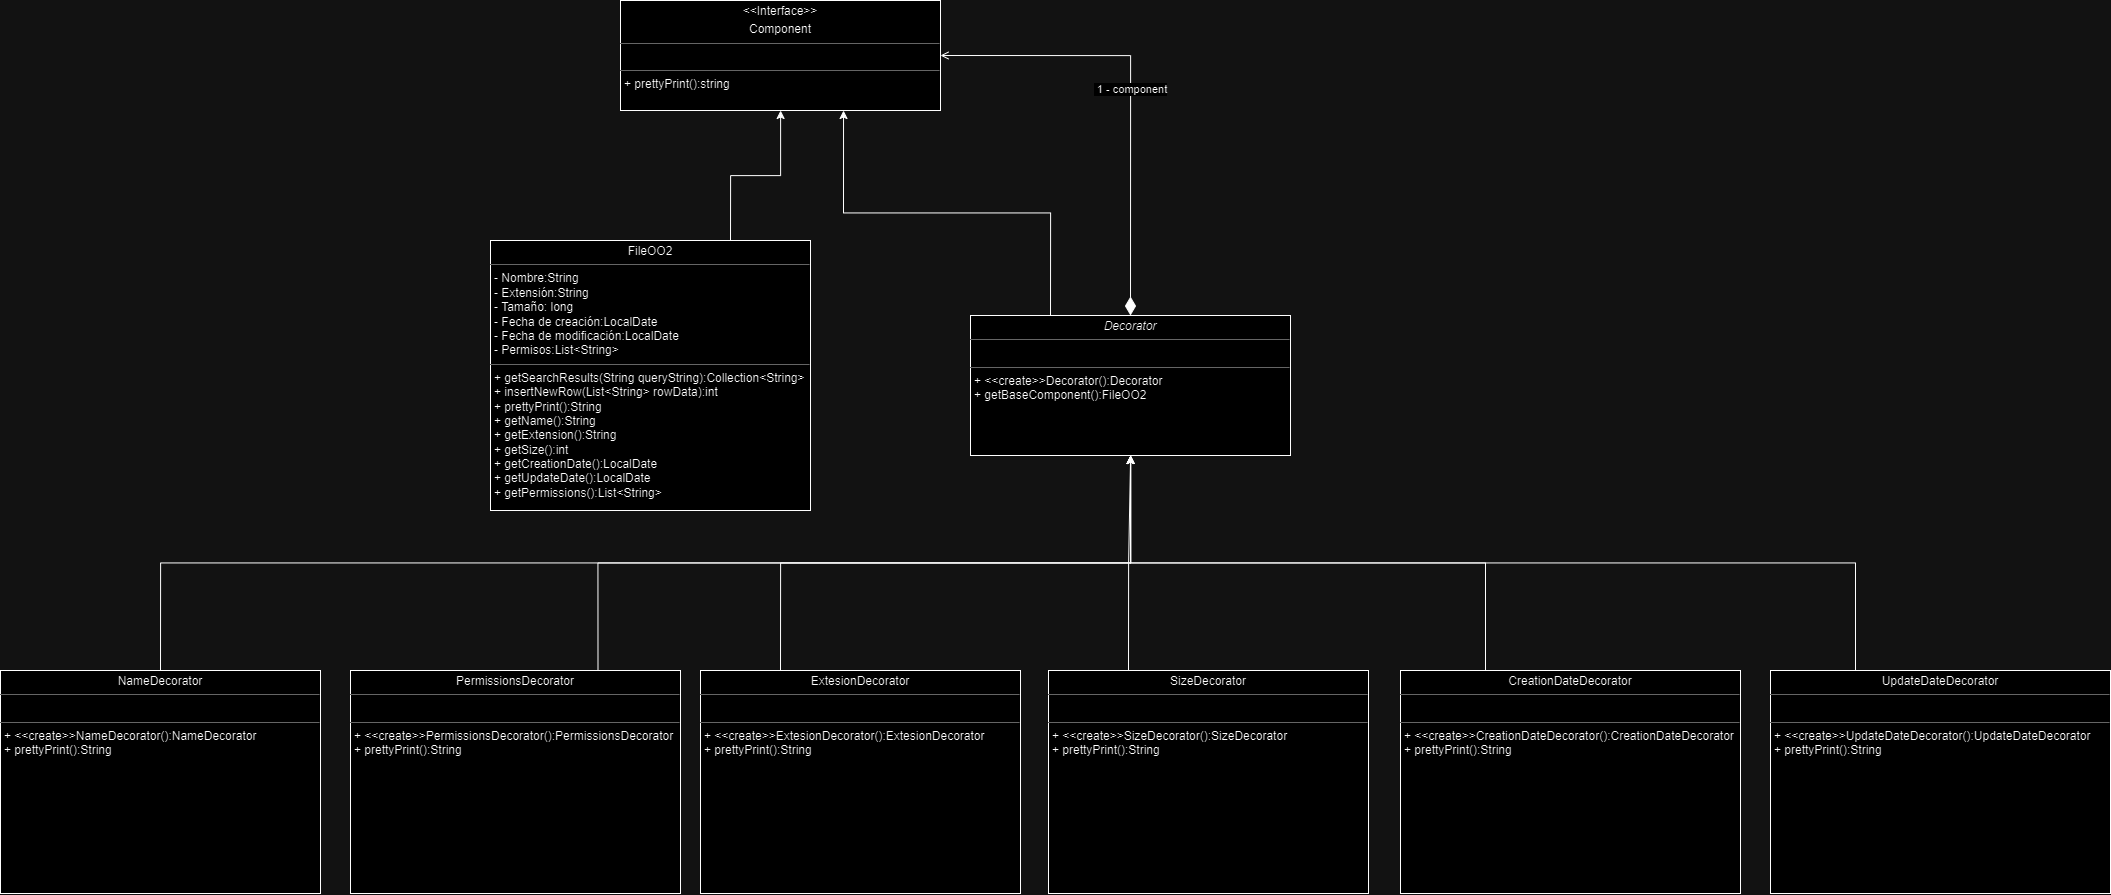 <<Interface>>
Component
+ prettyPrint():string
1 - component
FileOO2
- Nombre:String
- Extensión:String
- Tamaño: long
- Fecha de creación:LocalDate
- Fecha de modificación:LocalDate
- Permisos:List<String>
+ getSearchResults(String queryString):Collection<String>
+ insertNewRow(List<String> rowData):int
+ prettyPrint():String
+ getName():String
+ getExtension():String
+ getSize():int
+ getCreationDate():LocalDate
+ getUpdateDate():LocalDate
+ getPermissions():List<String>
Decorator
+ <<create>>Decorator():Decorator
+ getBaseComponent():FileOO2
NameDecorator
+ <<create>>NameDecorator():NameDecorator
+ prettyPrint():String
PermissionsDecorator
+ <<create>>PermissionsDecorator():PermissionsDecorator
+ prettyPrint():String
ExtesionDecorator
+ <<create>>ExtesionDecorator():ExtesionDecorator
+ prettyPrint():String
SizeDecorator
+ <<create>>SizeDecorator():SizeDecorator
+ prettyPrint():String
CreationDateDecorator
+ <<create>>CreationDateDecorator():CreationDateDecorator
+ prettyPrint():String
UpdateDateDecorator
+ <<create>>UpdateDateDecorator():UpdateDateDecorator
+ prettyPrint():String